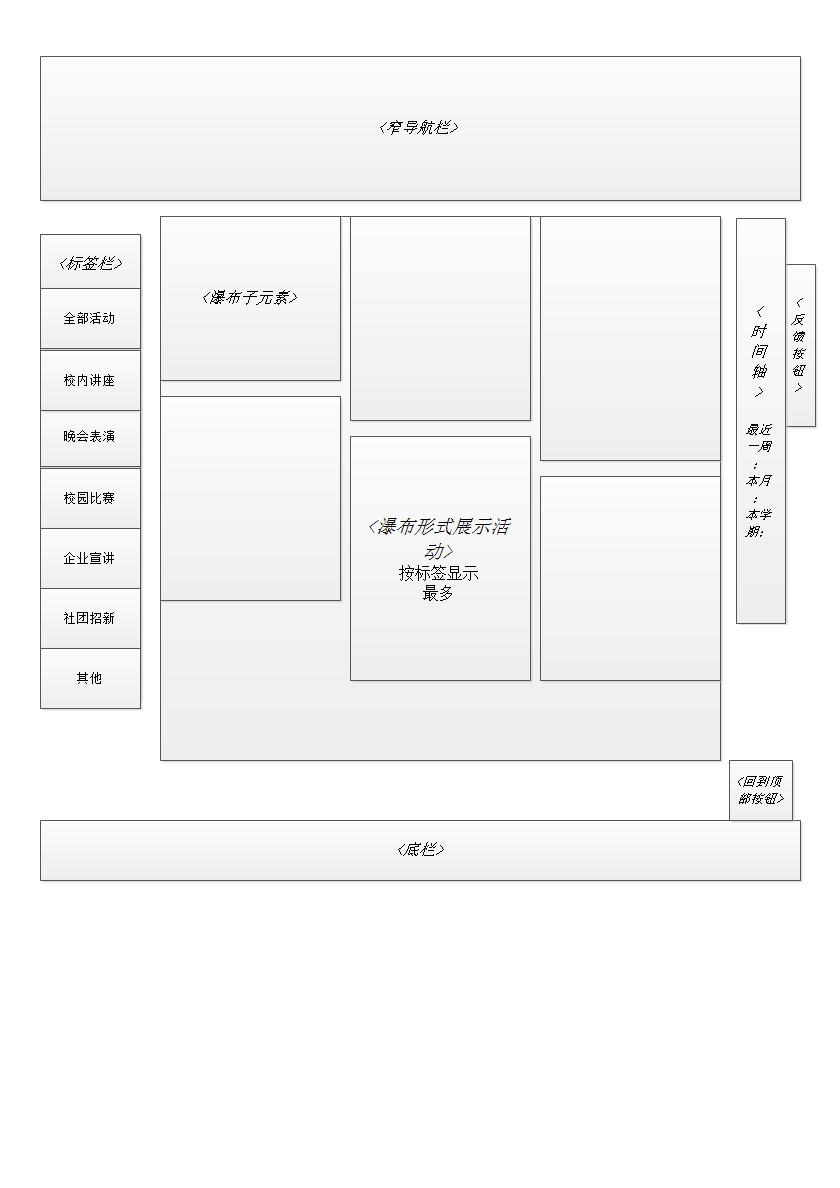 <窄导航栏>
<标签栏>
全部活动
校内讲座
晚会表演
校园比赛
企业宣讲
社团招新
其他
<瀑布子元素>
<瀑布形式展示活
动>
按标签显示
最多
<
时
间
轴
>
最近
一周
；
本月
；
本学
期；
<
反
馈
按
钮
>
<回到顶
部按钮>
<底栏>